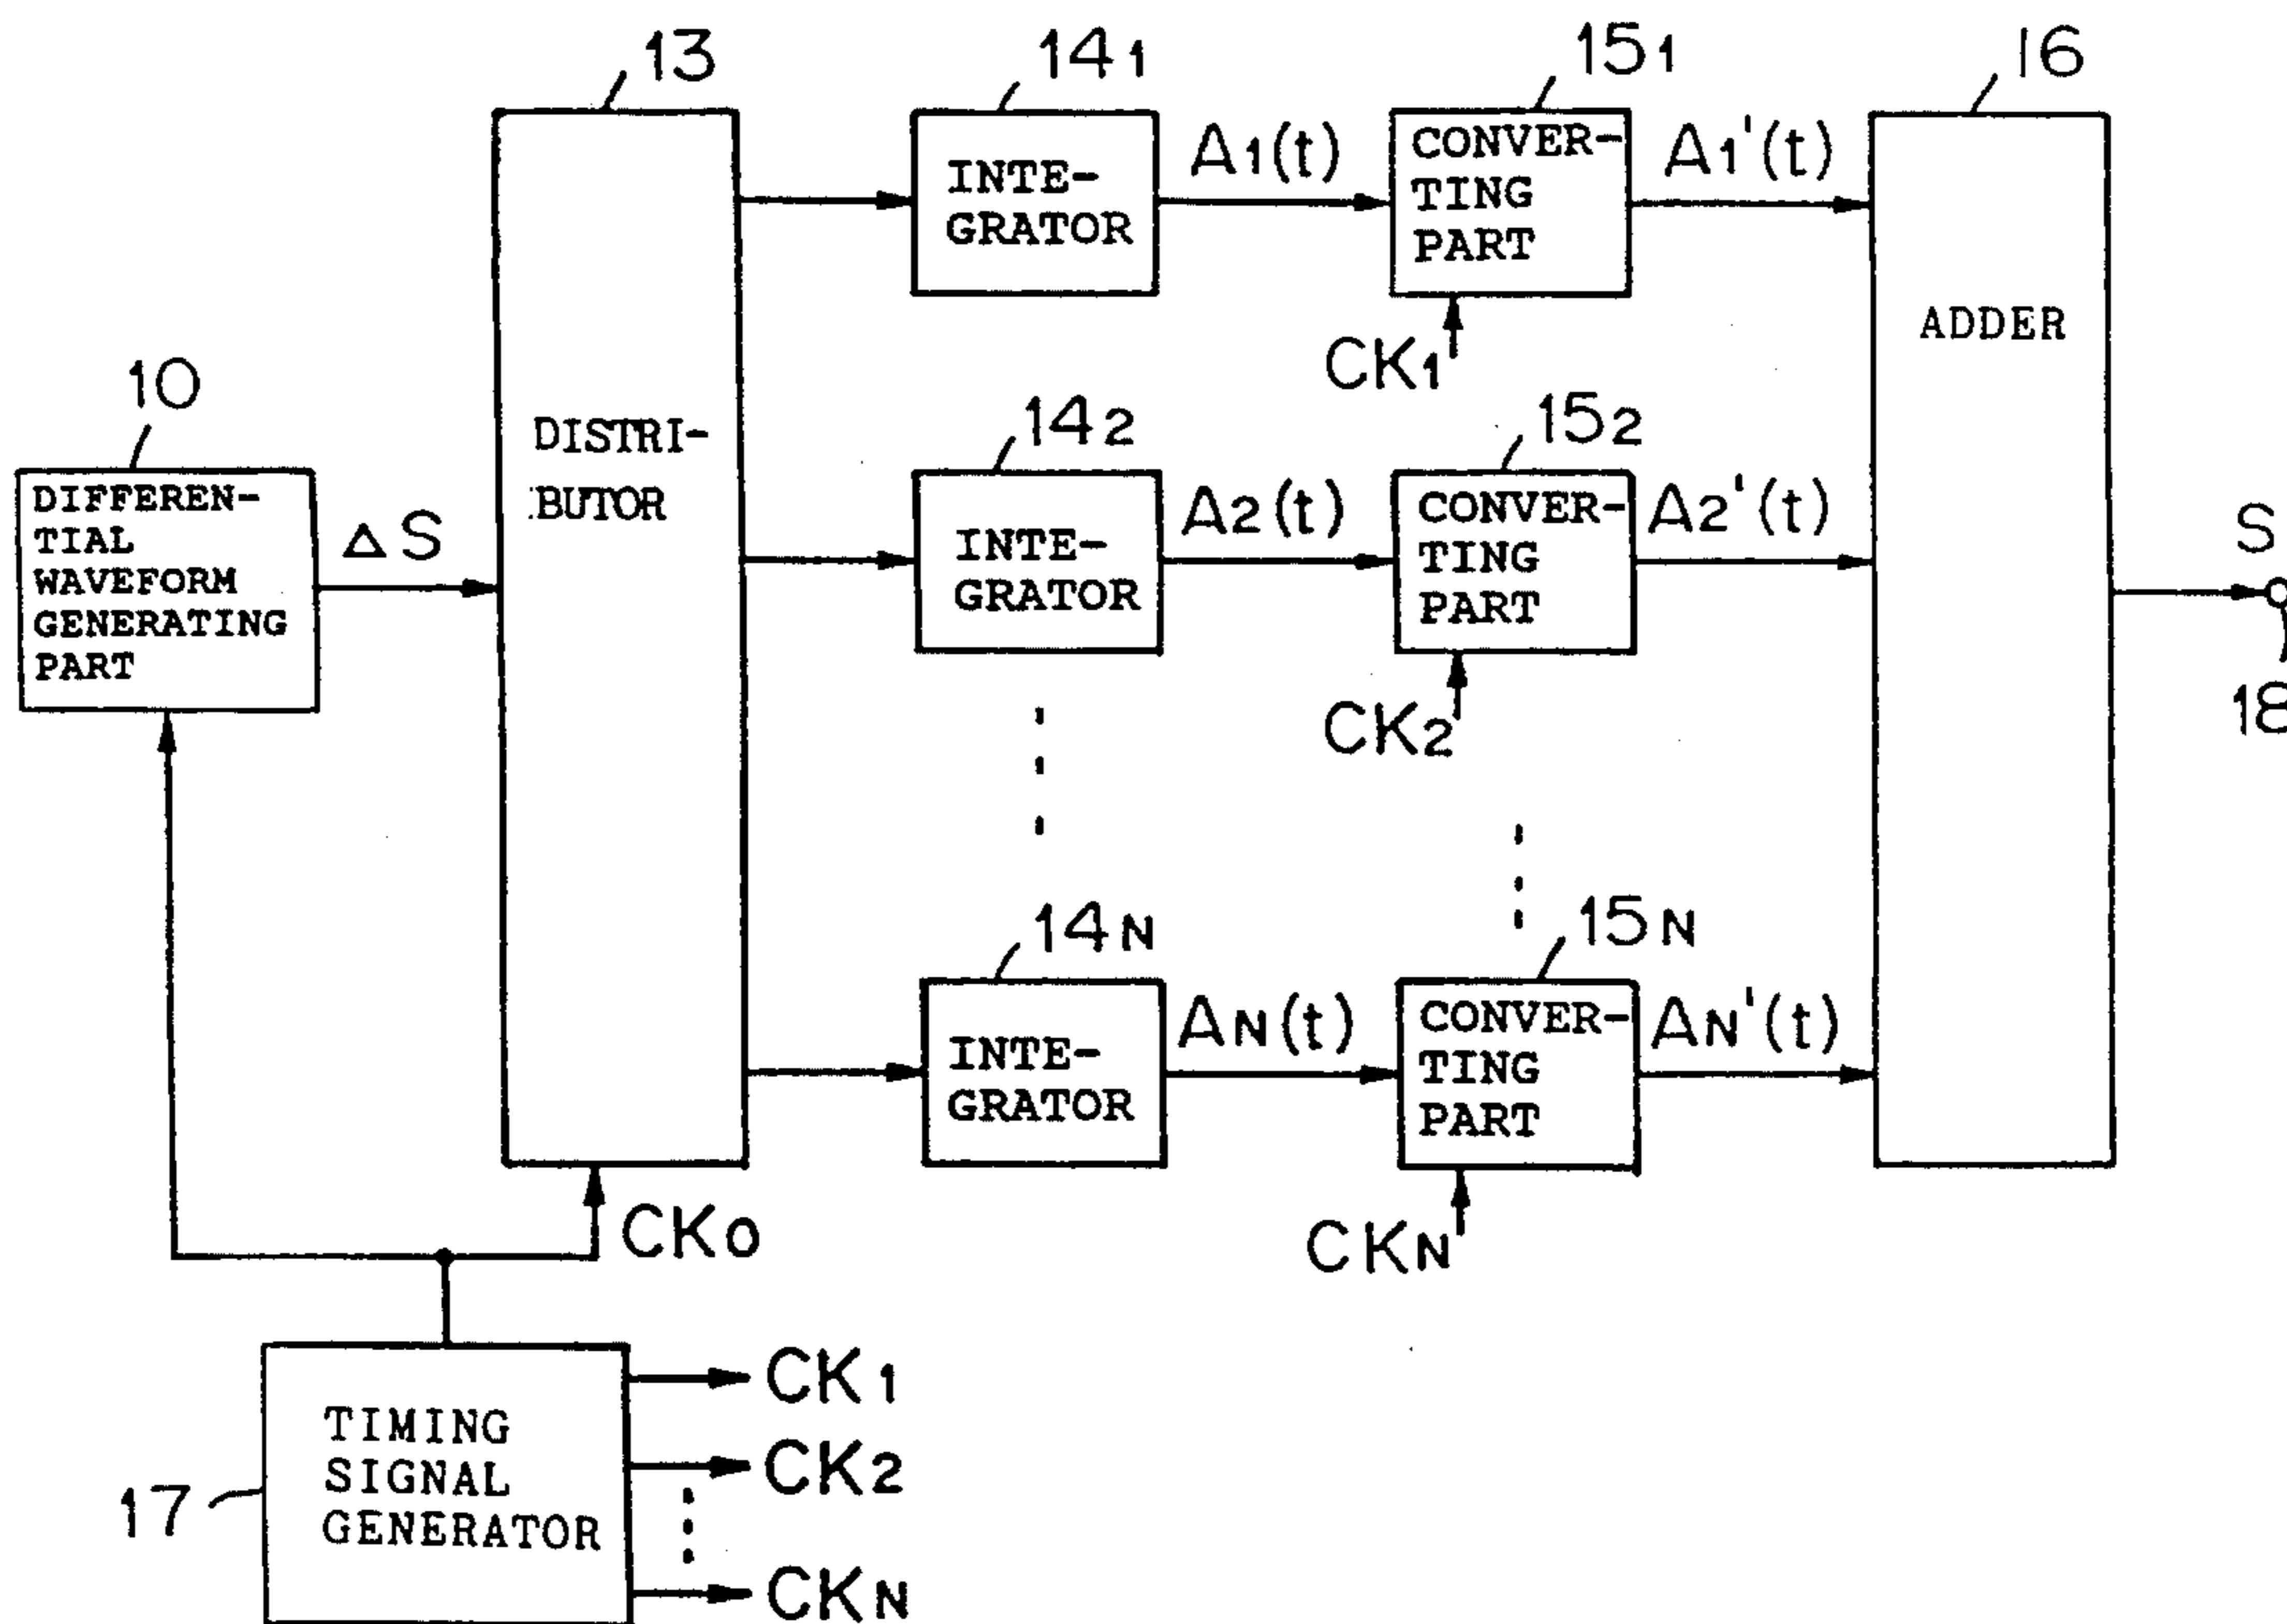 13
14₁
15₁
16
INTE-
GRATOR
A₁(t)
CONVER-
TING
PART
A₁'(t)
ADDER
CK₁
10
DISTRI-
BUTOR
14₂
15₂
DIFFEREN-
TIAL
WAVEFORM
GENERATING
PART
ΔS
INTE-
GRATOR
A₂(t)
CONVER-
TING
PART
A₂'(t)
S
18
CK₂
14N
15N
INTE-
GRATOR
AN(t)
CONVER-
TING
PART
AN'(t)
CK₀
CKN
17
TIMING
SIGNAL
GENERATOR
CK₁
CK₂
CKN